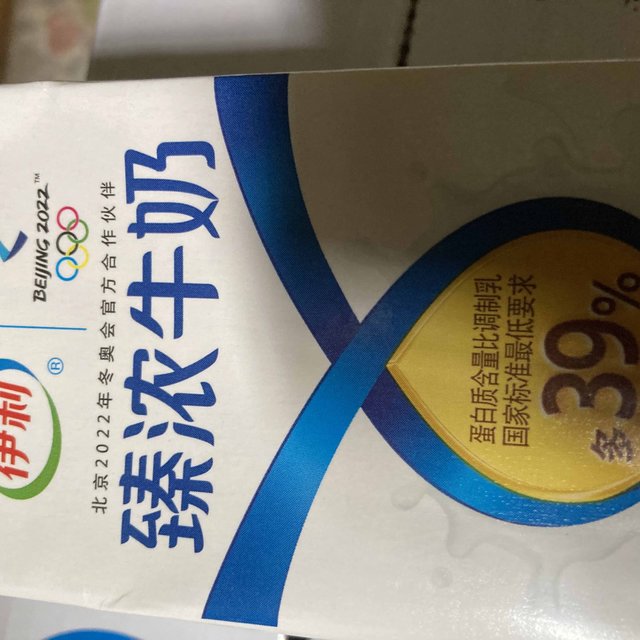 伊利
®
BEIJING 2022™
北京2022年冬奥会官方合作伙伴
臻浓牛奶
蛋白质含量比调制乳
国家标准最低要求
多39%